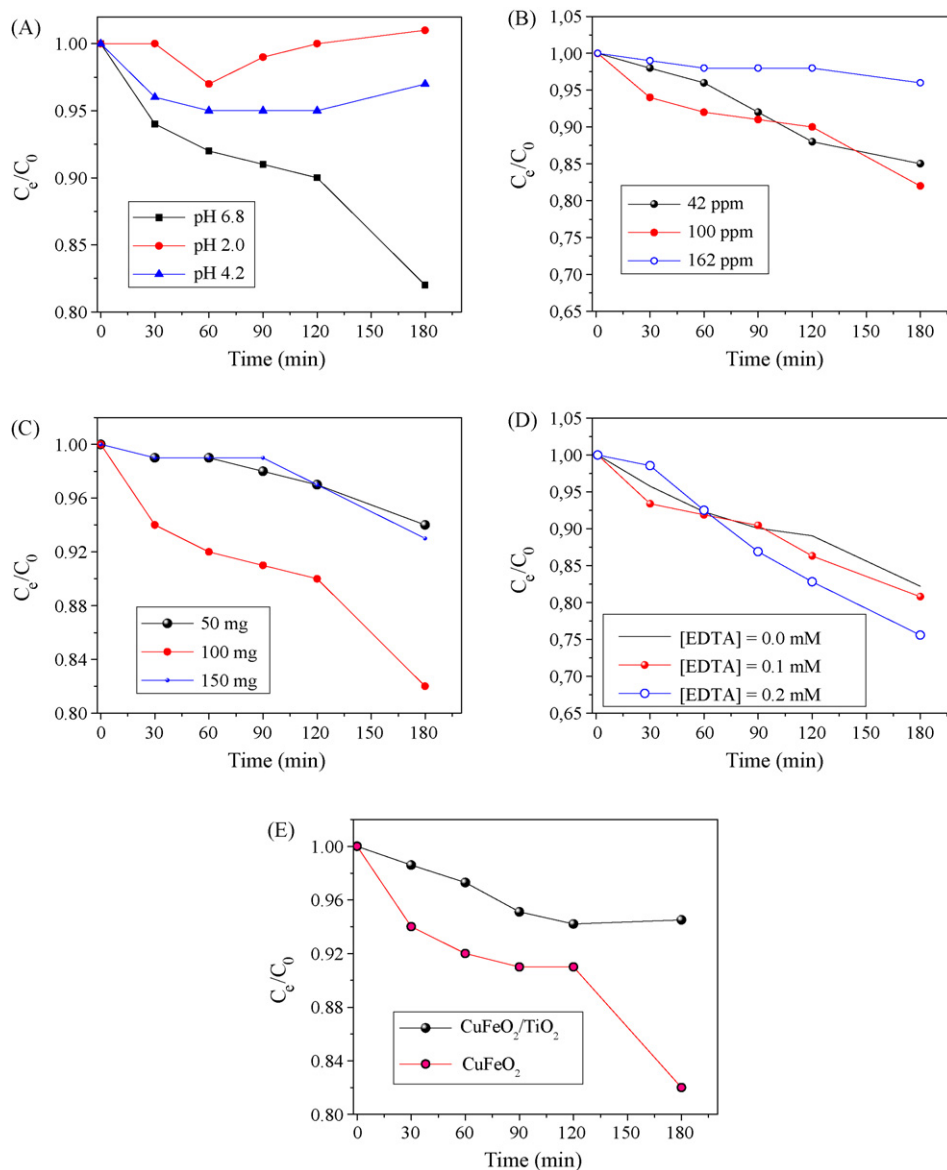 (A)
1.00
0.95
0.90
0.85
0.80
Cₑ/C₀
pH 6.8
pH 2.0
pH 4.2
0 30 60 90 120 150 180
Time (min)
(B)
1,05
1,00
0,95
0,90
0,85
0,80
0,75
0,70
0,65
Cₑ/C₀
42 ppm
100 ppm
162 ppm
0 30 60 90 120 150 180
Time (min)
(C)
1.00
0.96
0.92
0.88
0.84
0.80
Cₑ/C₀
50 mg
100 mg
150 mg
0 30 60 90 120 150 180
Time (min)
(D)
1,05
1,00
0,95
0,90
0,85
0,80
0,75
0,70
0,65
Cₑ/C₀
[EDTA] = 0.0 mM
[EDTA] = 0.1 mM
[EDTA] = 0.2 mM
0 30 60 90 120 150 180
Time (min)
(E)
1.00
0.96
0.92
0.88
0.84
0.80
Cₑ/C₀
CuFeO₂/TiO₂
CuFeO₂
0 30 60 90 120 150 180
Time (min)